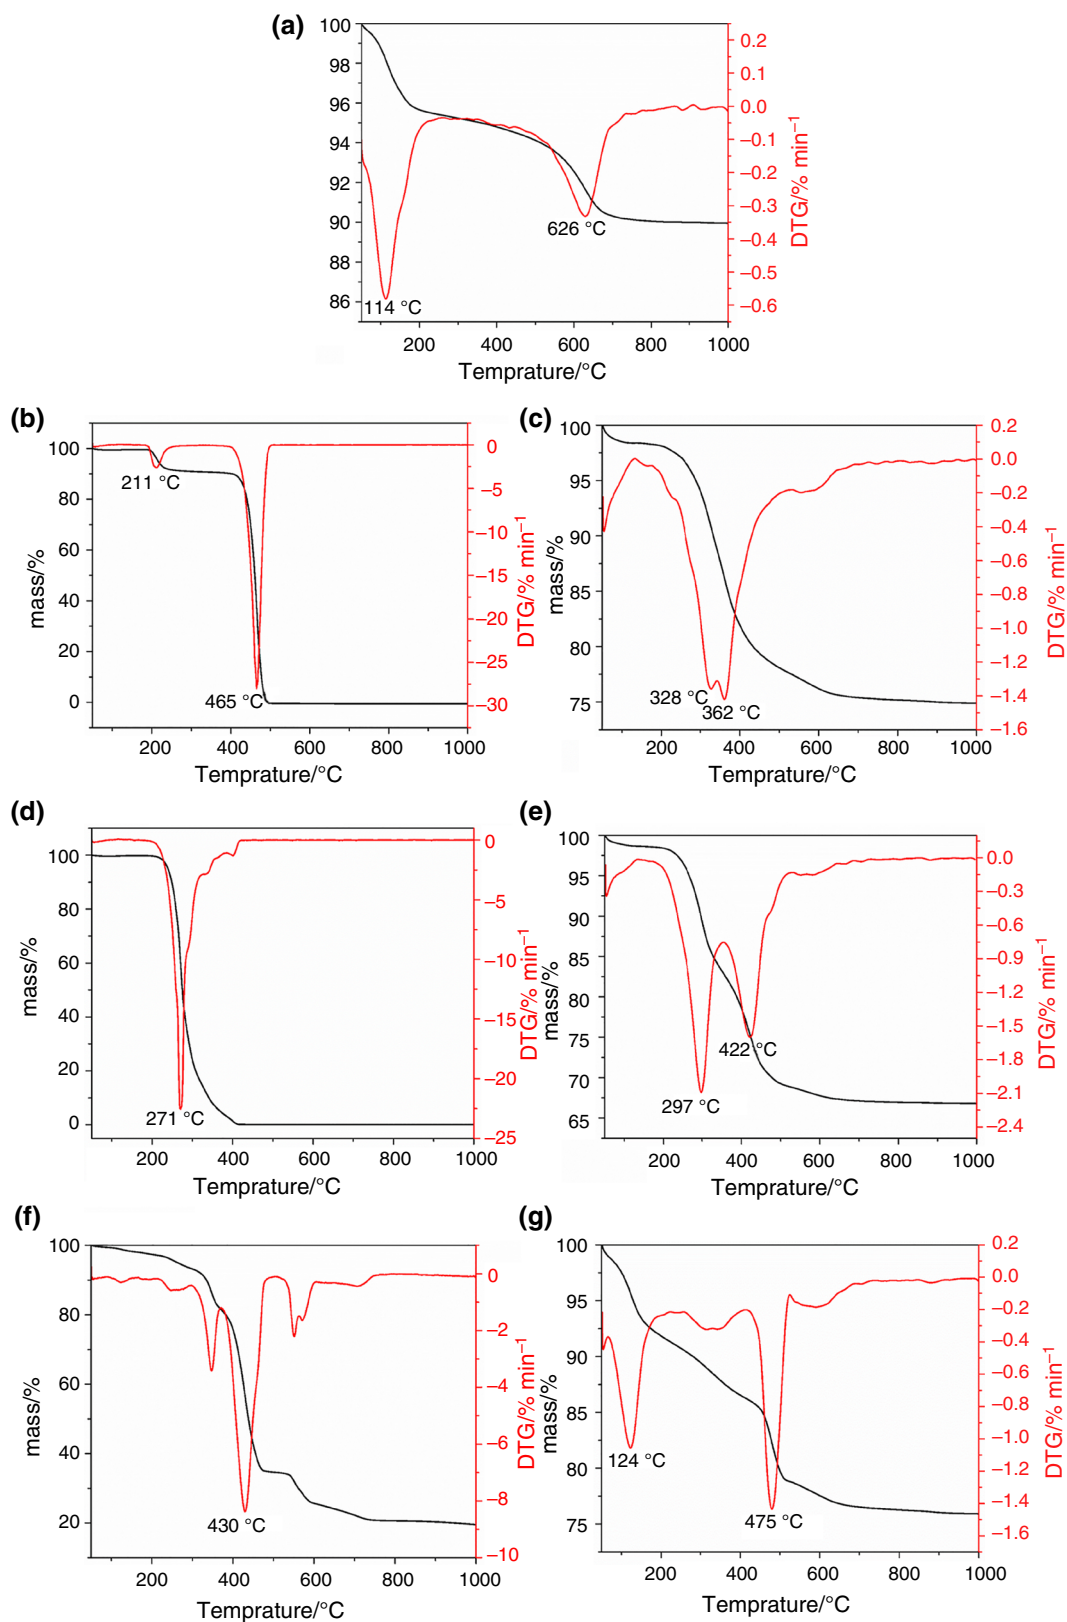 (a)
100
98
96
94
92
90
88
86
0.2
0.1
0.0
−0.1
−0.2
−0.3
−0.4
−0.5
−0.6
DTG/% min−1
114 °C
626 °C
200 400 600 800 1000
Temprature/°C
(b)
100
80
60
40
20
0
mass/%
0
−5
−10
−15
−20
−25
−30
DTG/% min−1
211 °C
465 °C
200 400 600 800 1000
Temprature/°C
(c)
100
95
90
85
80
75
mass/%
0.2
0.0
−0.2
−0.4
−0.6
−0.8
−1.0
−1.2
−1.4
−1.6
DTG/% min−1
328 °C
362 °C
200 400 600 800 1000
Temprature/°C
(d)
100
80
60
40
20
0
mass/%
0
−5
−10
−15
−20
−25
DTG/% min−1
271 °C
200 400 600 800 1000
Temprature/°C
(e)
100
95
90
85
80
75
70
65
mass/%
0.0
−0.3
−0.6
−0.9
−1.2
−1.5
−1.8
−2.1
−2.4
DTG/% min−1
422 °C
297 °C
200 400 600 800 1000
Temprature/°C
(f)
100
80
60
40
20
mass/%
0
−2
−4
−6
−8
−10
DTG/% min−1
430 °C
200 400 600 800 1000
Temprature/°C
(g)
100
95
90
85
80
75
mass/%
0.2
0.0
−0.2
−0.4
−0.6
−0.8
−1.0
−1.2
−1.4
−1.6
DTG/% min−1
124 °C
475 °C
200 400 600 800 1000
Temprature/°C